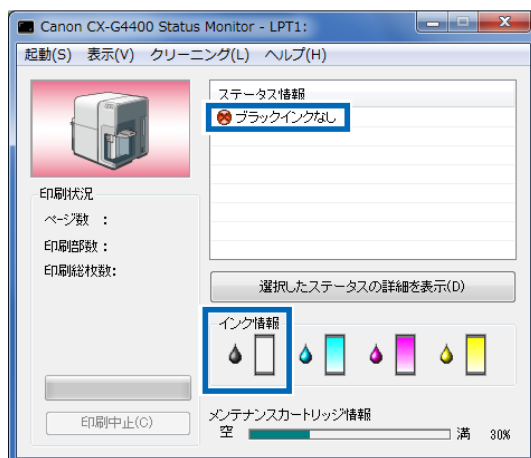 Canon CX-G4400 Status Monitor - LPT1:
起動(S) 表示(V) クリーニング(L) ヘルプ(H)
ステータス情報
ブラックインクなし
印刷状況
ページ数 :
印刷部数 :
印刷総枚数:
選択したステータスの詳細を表示(D)
インク情報
印刷中止(C)
メンテナンスカートリッジ情報
空 満 30%